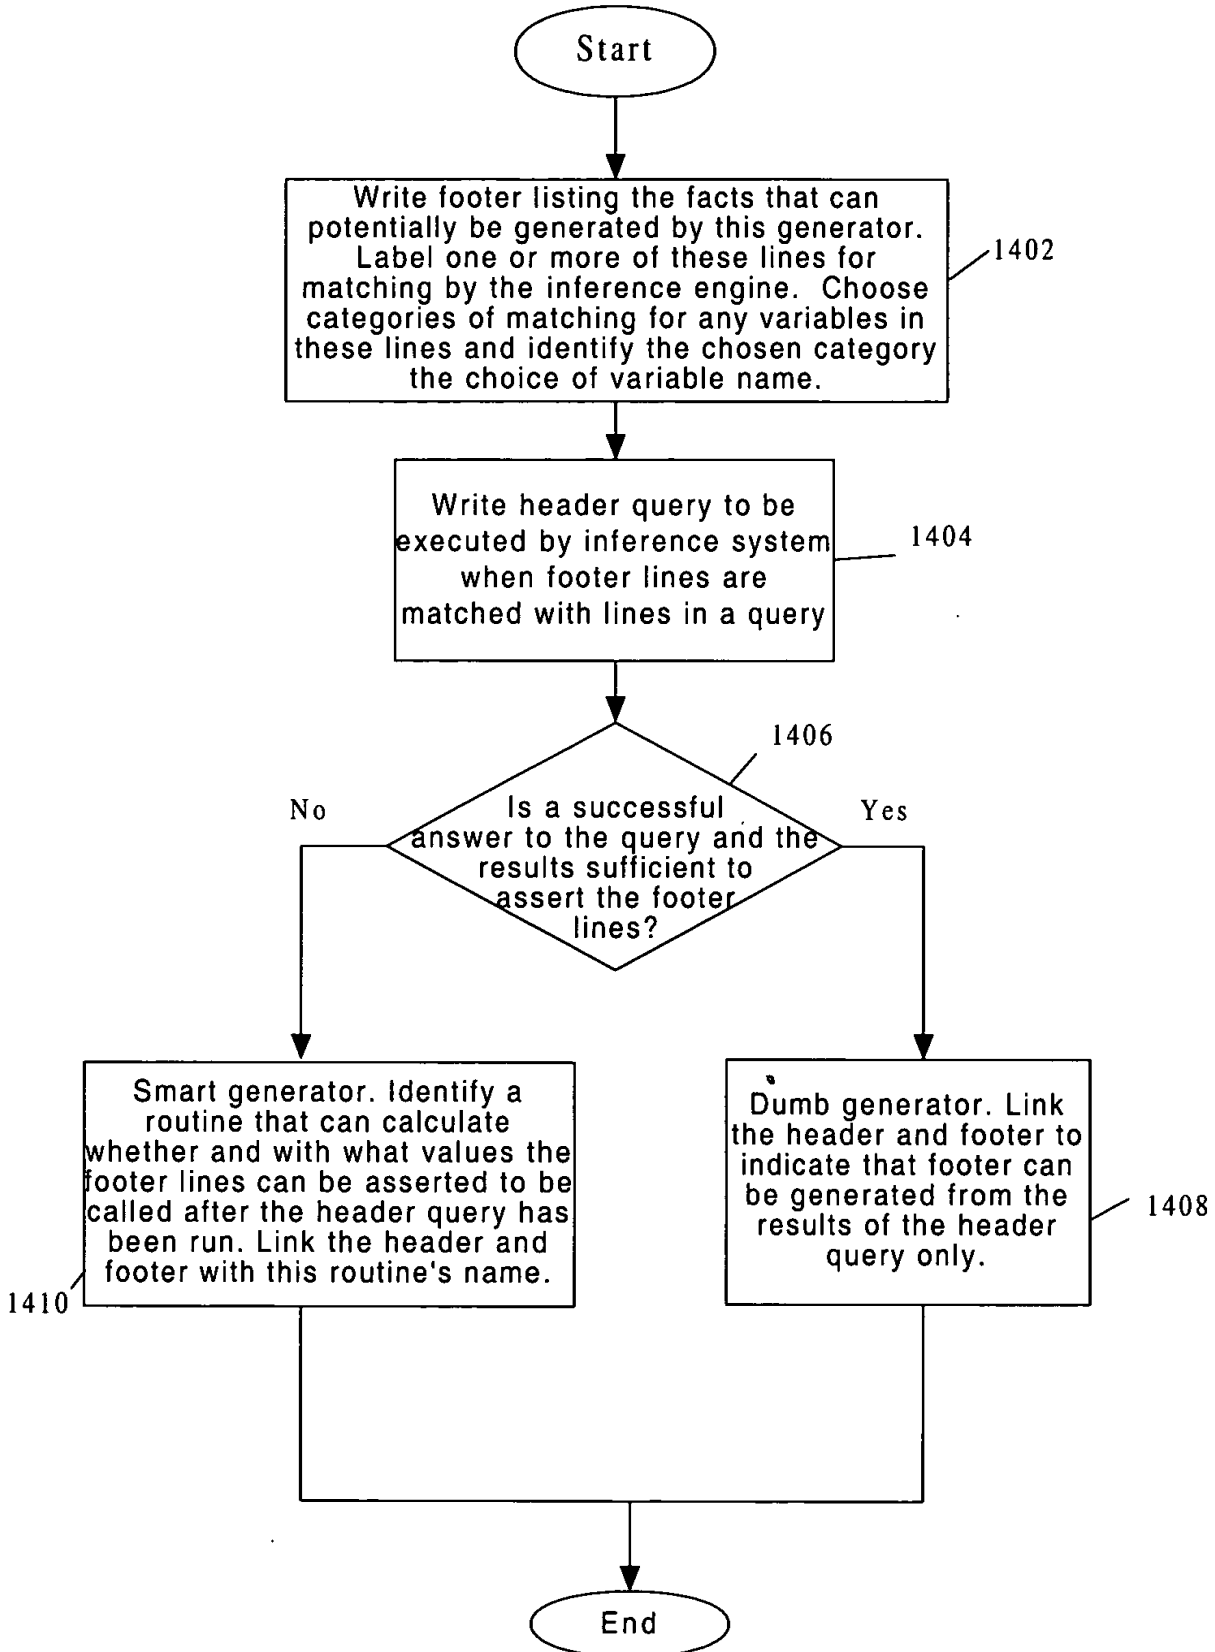 Start
Write footer listing the facts that can
potentially be generated by this generator.
Label one or more of these lines for
matching by the inference engine.  Choose
categories of matching for any variables in
these lines and identify the chosen category
the choice of variable name.
1402
Write header query to be
executed by inference system
when footer lines are
matched with lines in a query
1404
1406
No
Yes
Is a successful
answer to the query and the
results sufficient to
assert the footer
lines?
Smart generator. Identify a
routine that can calculate
whether and with what values the
footer lines can be asserted to be
called after the header query has
been run. Link the header and
footer with this routine's name.
1410
Dumb generator. Link
the header and footer to
indicate that footer can
be generated from the
results of the header
query only.
1408
End